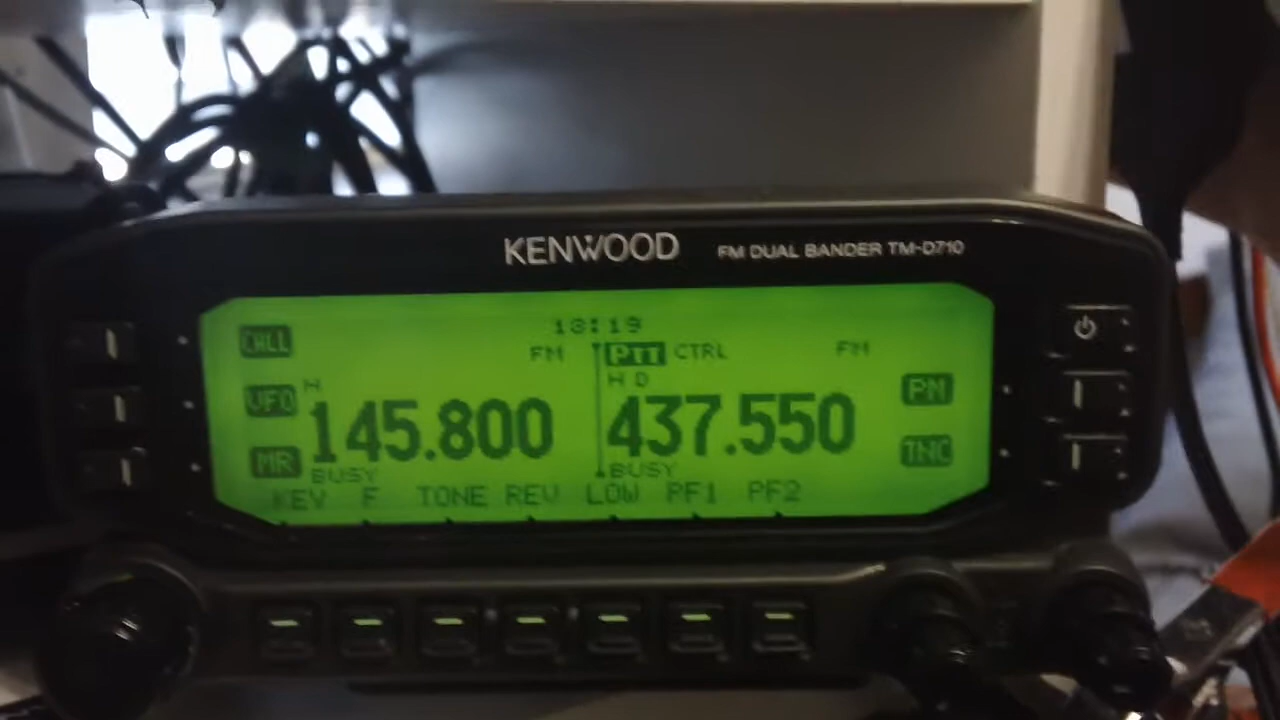 KENWOOD FM DUAL BANDER TM-D710
18:19
CALL FM PTT CTRL FM
VFO H H D PM
145.800 437.550
MR BUSY BUSY TNC
KEY F TONE REV LOW PF1 PF2